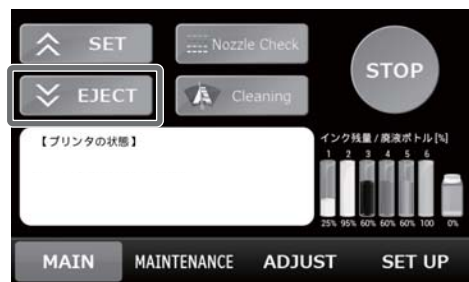 SET
Nozzle Check
STOP
EJECT
Cleaning
【プリンタの状態】
インク残量/廃液ボトル[%]
1 2 3 4 5 6
25% 95% 60% 60% 60% 100 0%
MAIN MAINTENANCE ADJUST SET UP